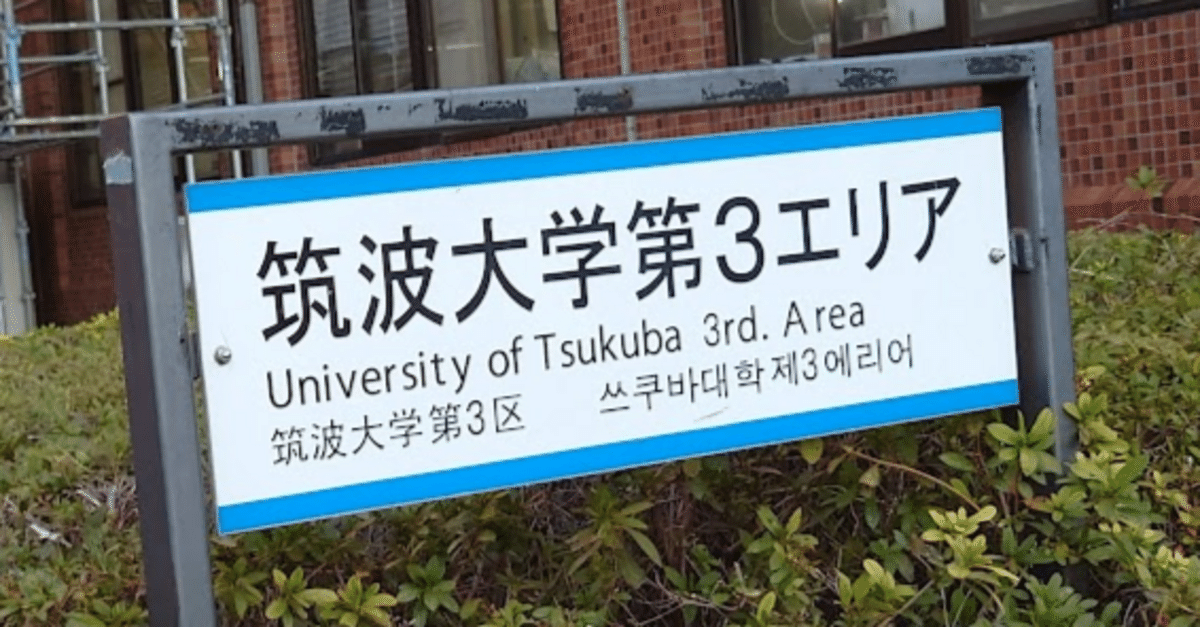 筑波大学第3エリア
University of Tsukuba 3rd. Area
筑波大学第3区 쓰쿠바대학제3에리어